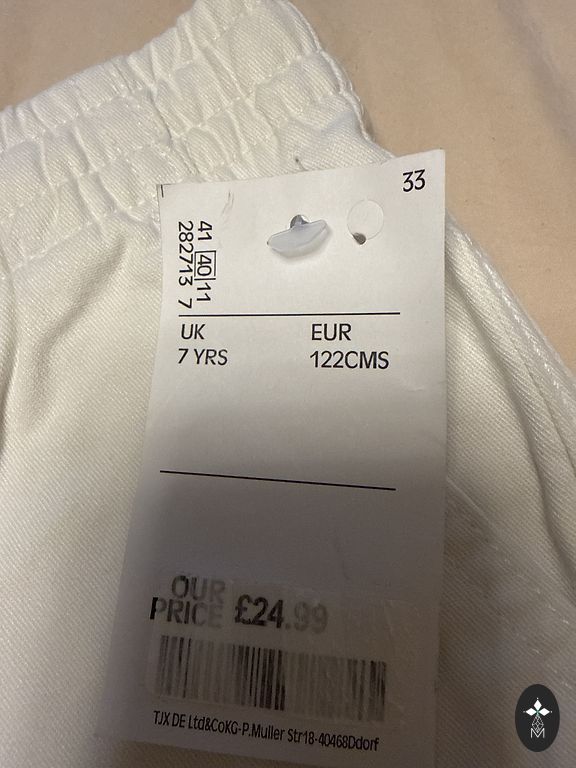 33
41 40 11
282713 7
UK EUR
7 YRS 122CMS
OUR
PRICE £24.99
TJX DE Ltd&CoKG-P.Muller Str18-40468Ddorf
M